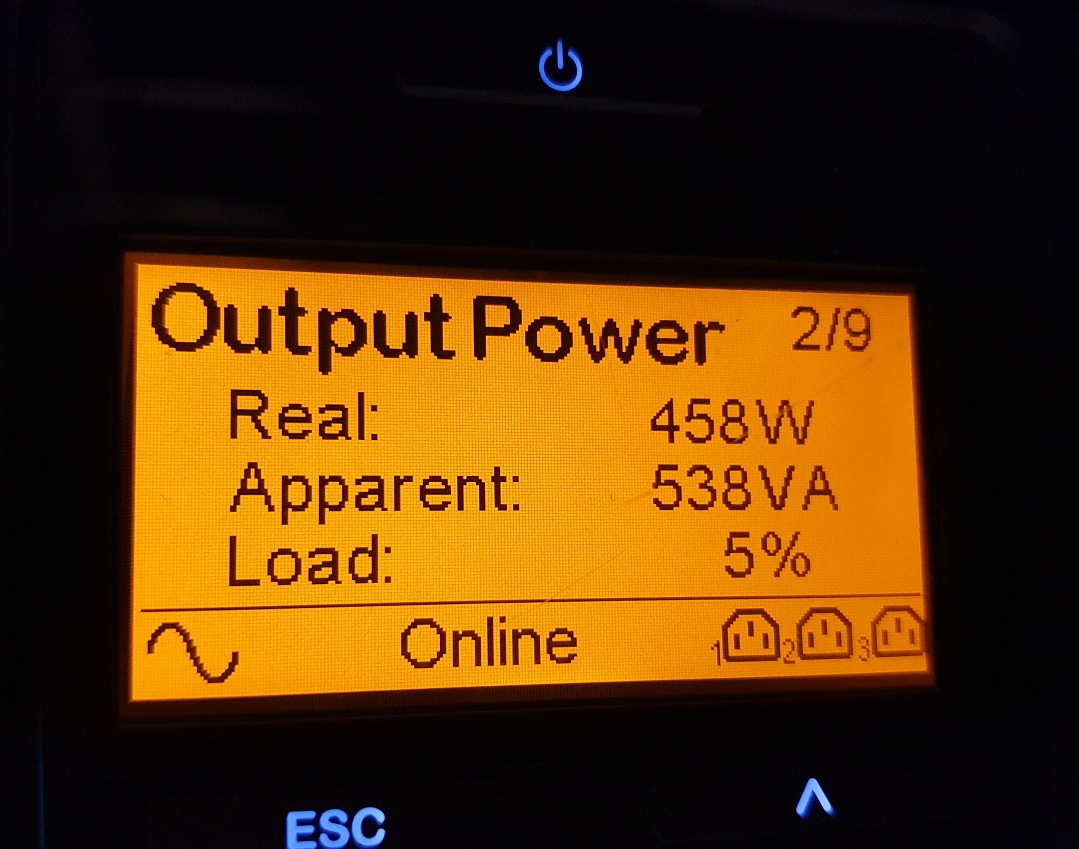 Output Power 2/9
Real: 458W
Apparent: 538VA
Load: 5%
Online 1 2 3
ESC